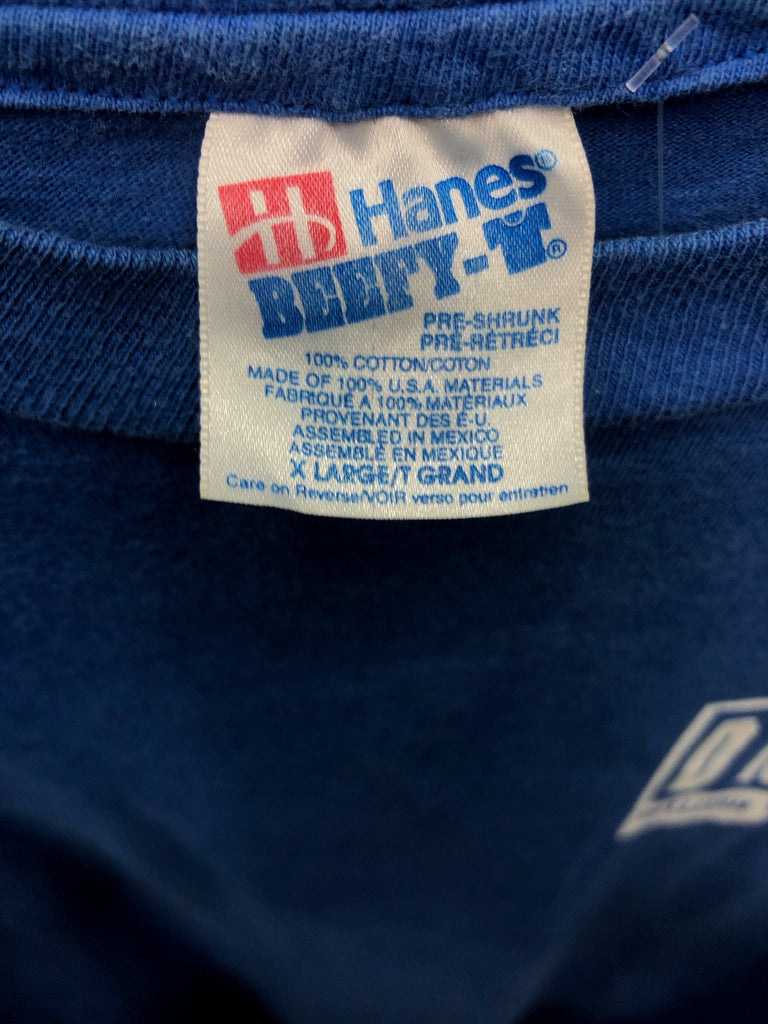 H Hanes®
BEEFY-T®
PRE-SHRUNK
PRÉ-RÉTRÉCI
100% COTTON/COTON
MADE OF 100% U.S.A. MATERIALS
FABRIQUÉ A 100% MATÉRIAUX
PROVENANT DES É-U.
ASSEMBLED IN MEXICO
ASSEMBLÉ EN MEXIQUE
X LARGE/T GRAND
Care on Reverse/VOIR verso pour entretien